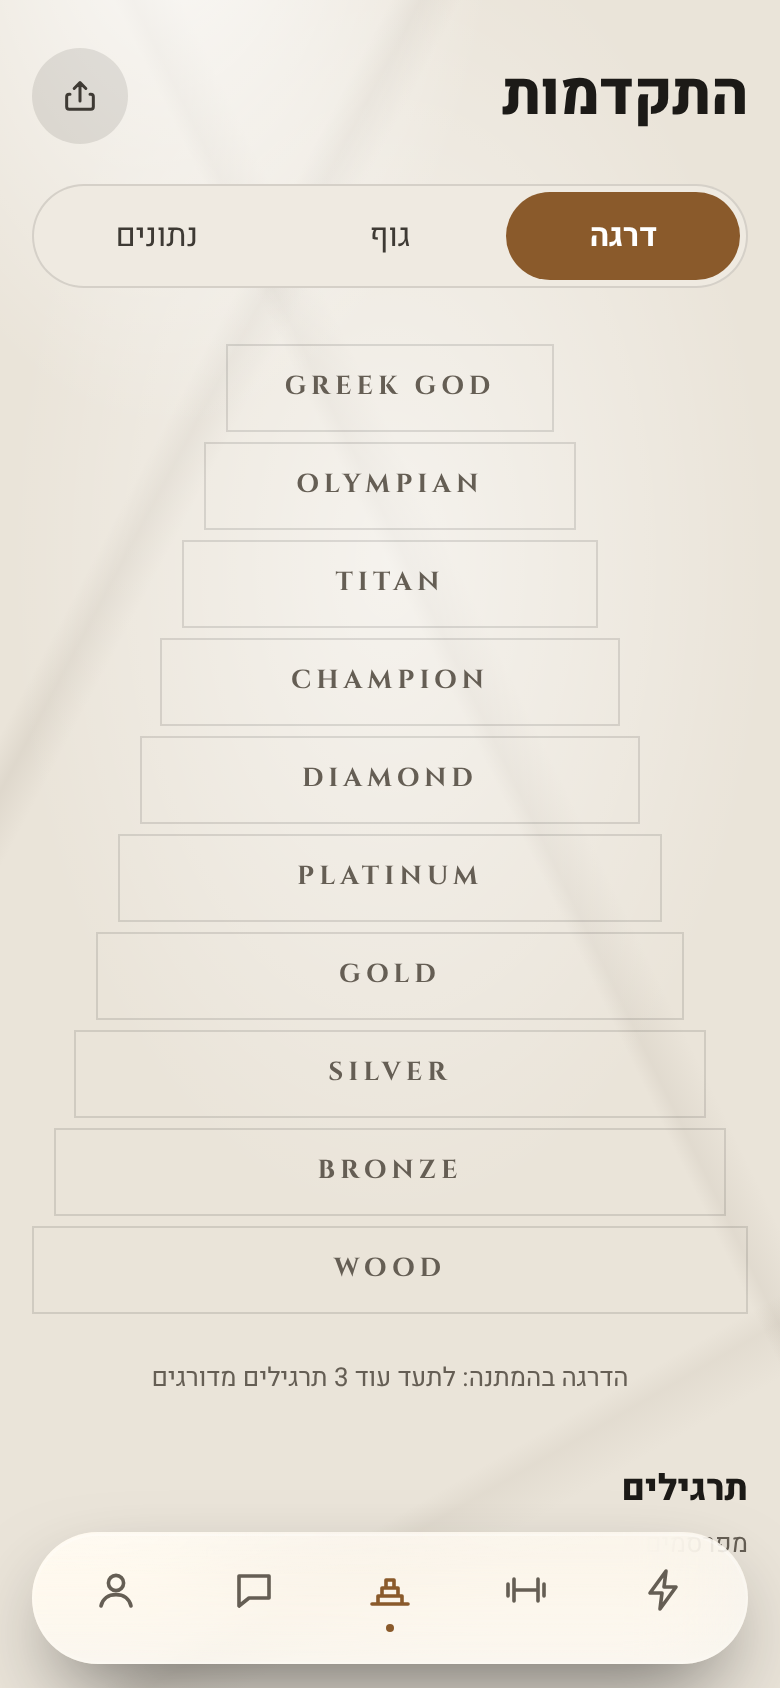 התקדמות
דרגה גוף נתונים
GREEK GOD
OLYMPIAN
TITAN
CHAMPION
DIAMOND
PLATINUM
GOLD
SILVER
BRONZE
WOOD
הדרגה בהמתנה: לתעד עוד 3 תרגילים מדורגים
תרגילים